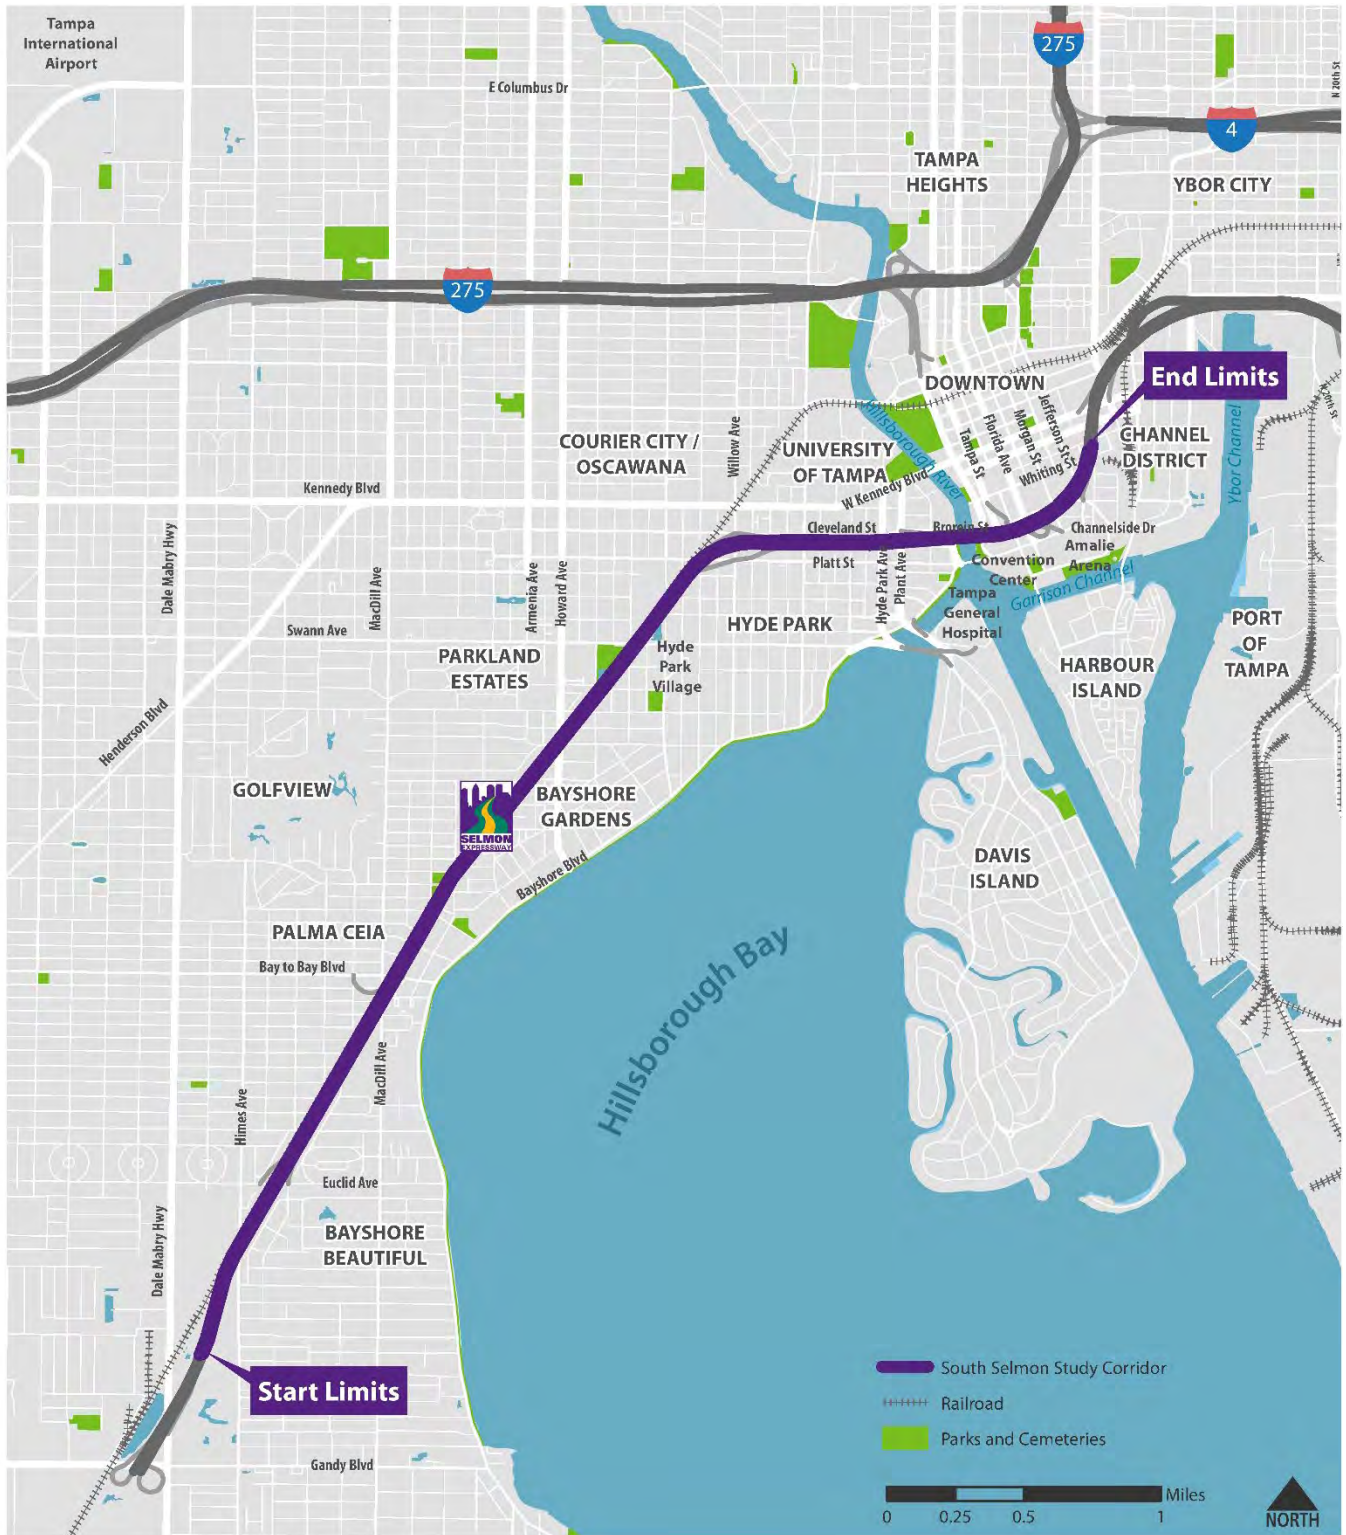 Tampa
International
Airport
275
N 20th St
E Columbus Dr
4
TAMPA
HEIGHTS
YBOR CITY
275
DOWNTOWN
End Limits
20th St
Hillsborough River
Jefferson St
Morgan St
Florida Ave
Tampa St
Whiting St
CHANNEL
DISTRICT
Ybor Channel
Willow Ave
COURIER CITY /
OSCAWANA
UNIVERSITY
OF TAMPA
W Kennedy Blvd
Kennedy Blvd
Cleveland St
Brorein St
Channelside Dr
Platt St
Amalie
Arena
Convention
Center
Garrison Channel
Dale Mabry Hwy
MacDill Ave
Armenia Ave
Howard Ave
Hyde Park Ave
Plant Ave
Tampa
General
Hospital
Swann Ave
HYDE PARK
PORT
OF
TAMPA
PARKLAND
ESTATES
Hyde
Park
Village
HARBOUR
ISLAND
Henderson Blvd
GOLFVIEW
BAYSHORE
GARDENS
SELMON
EXPRESSWAY
Bayshore Blvd
DAVIS
ISLAND
PALMA CEIA
Bay to Bay Blvd
Hillsborough Bay
MacDill Ave
Himes Ave
Euclid Ave
BAYSHORE
BEAUTIFUL
Dale Mabry Hwy
Start Limits
South Selmon Study Corridor
Railroad
Parks and Cemeteries
Gandy Blvd
Miles
0 0.25 0.5 1
NORTH